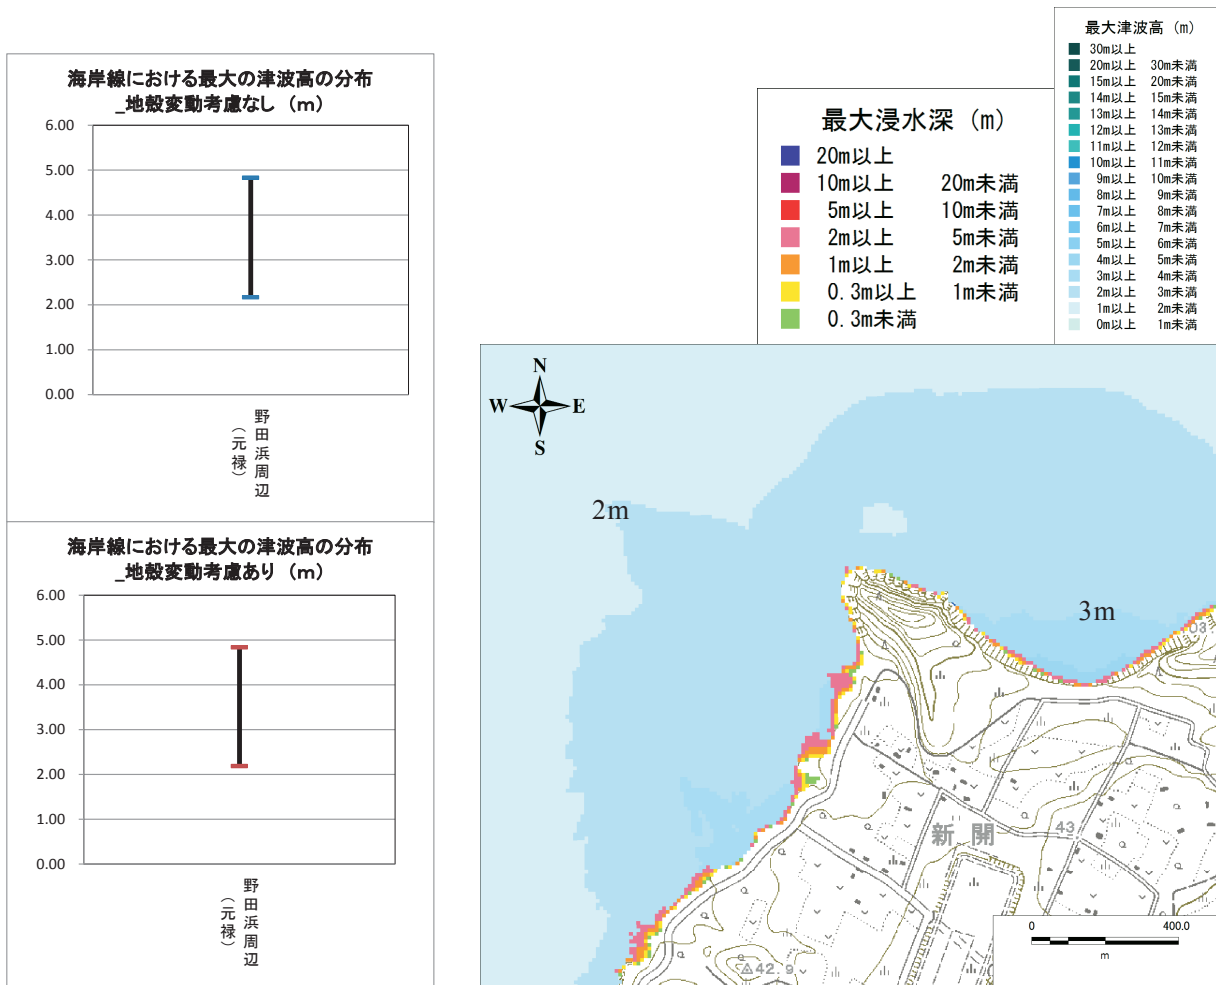 海岸線における最大の津波高の分布
_地殻変動考慮なし（m）
6.00
5.00
4.00
3.00
2.00
1.00
0.00
野田浜周辺
（元禄）
海岸線における最大の津波高の分布
_地殻変動考慮あり（m）
6.00
5.00
4.00
3.00
2.00
1.00
0.00
野田浜周辺
（元禄）
最大浸水深（m）
20m以上
10m以上 20m未満
5m以上 10m未満
2m以上 5m未満
1m以上 2m未満
0.3m以上 1m未満
0.3m未満
最大津波高（m）
30m以上
20m以上 30m未満
15m以上 20m未満
14m以上 15m未満
13m以上 14m未満
12m以上 13m未満
11m以上 12m未満
10m以上 11m未満
9m以上 10m未満
8m以上 9m未満
7m以上 8m未満
6m以上 7m未満
5m以上 6m未満
4m以上 5m未満
3m以上 4m未満
2m以上 3m未満
1m以上 2m未満
0m以上 1m未満
N
W E
S
2m
3m
03.
新開
43
42.9
0 400.0
m